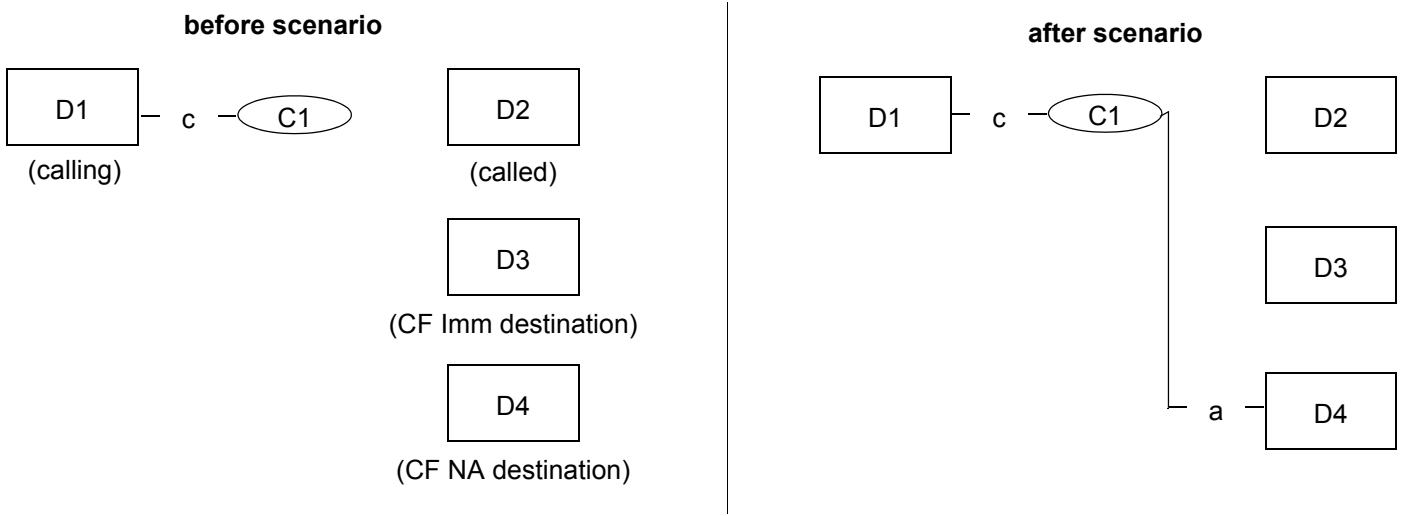 before scenario
D1
c
C1
D2
(calling)
(called)
D3
(CF Imm destination)
D4
(CF NA destination)
after scenario
D1
c
C1
D2
D3
a
D4